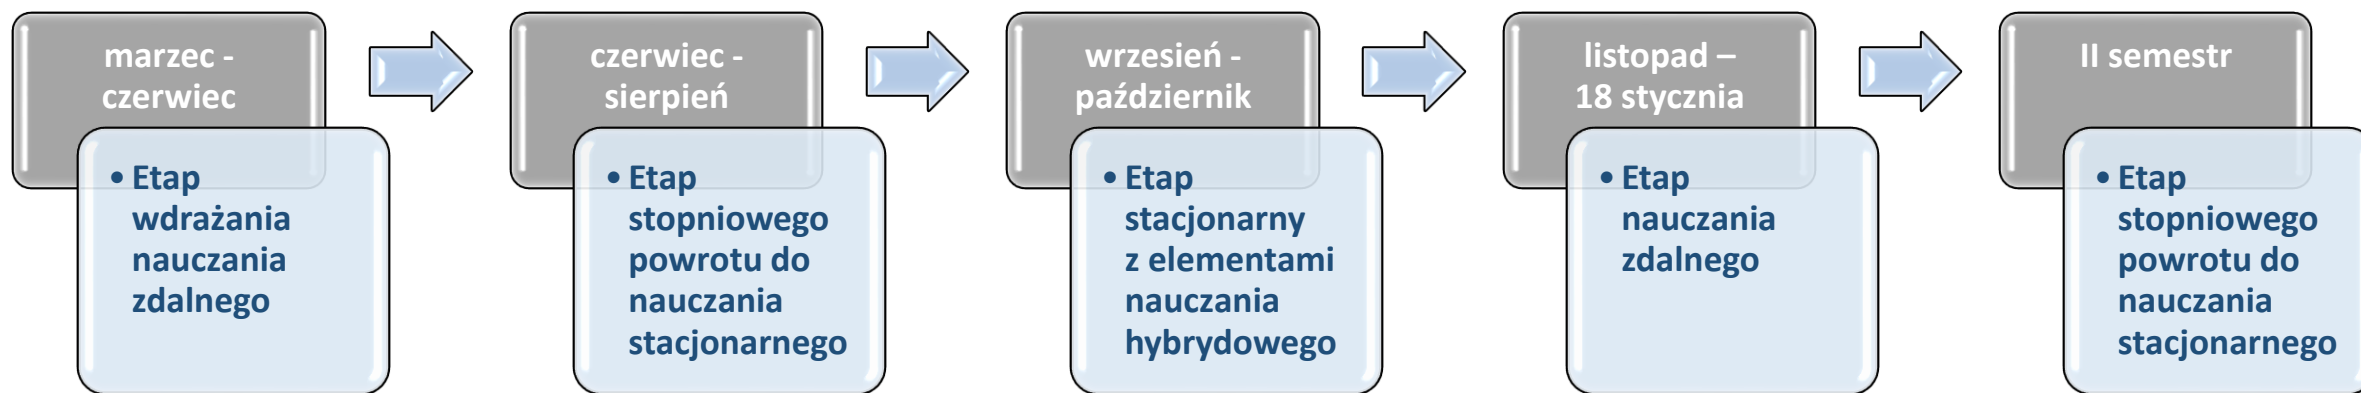 marzec -
czerwiec
• Etap
wdrażania
nauczania
zdalnego
czerwiec -
sierpień
• Etap
stopniowego
powrotu do
nauczania
stacjonarnego
wrzesień -
październik
• Etap
stacjonarny
z elementami
nauczania
hybrydowego
listopad –
18 stycznia
• Etap
nauczania
zdalnego
II semestr
• Etap
stopniowego
powrotu do
nauczania
stacjonarnego